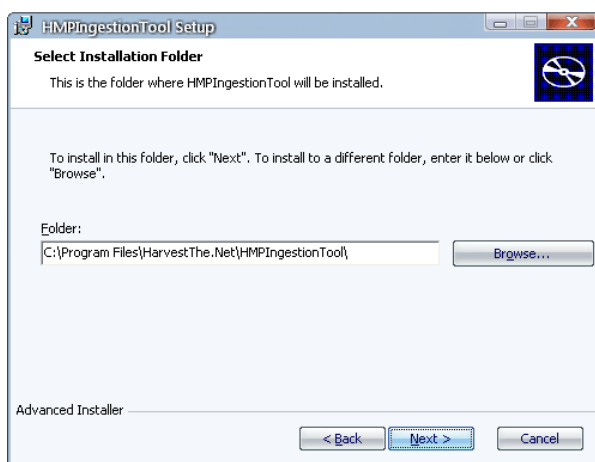 HMPIngestionTool Setup
Select Installation Folder
This is the folder where HMPIngestionTool will be installed.
To install in this folder, click "Next". To install to a different folder, enter it below or click
"Browse".
Folder:
C:\Program Files\HarvestThe.Net\HMPIngestionTool\
Browse...
Advanced Installer
< Back
Next >
Cancel